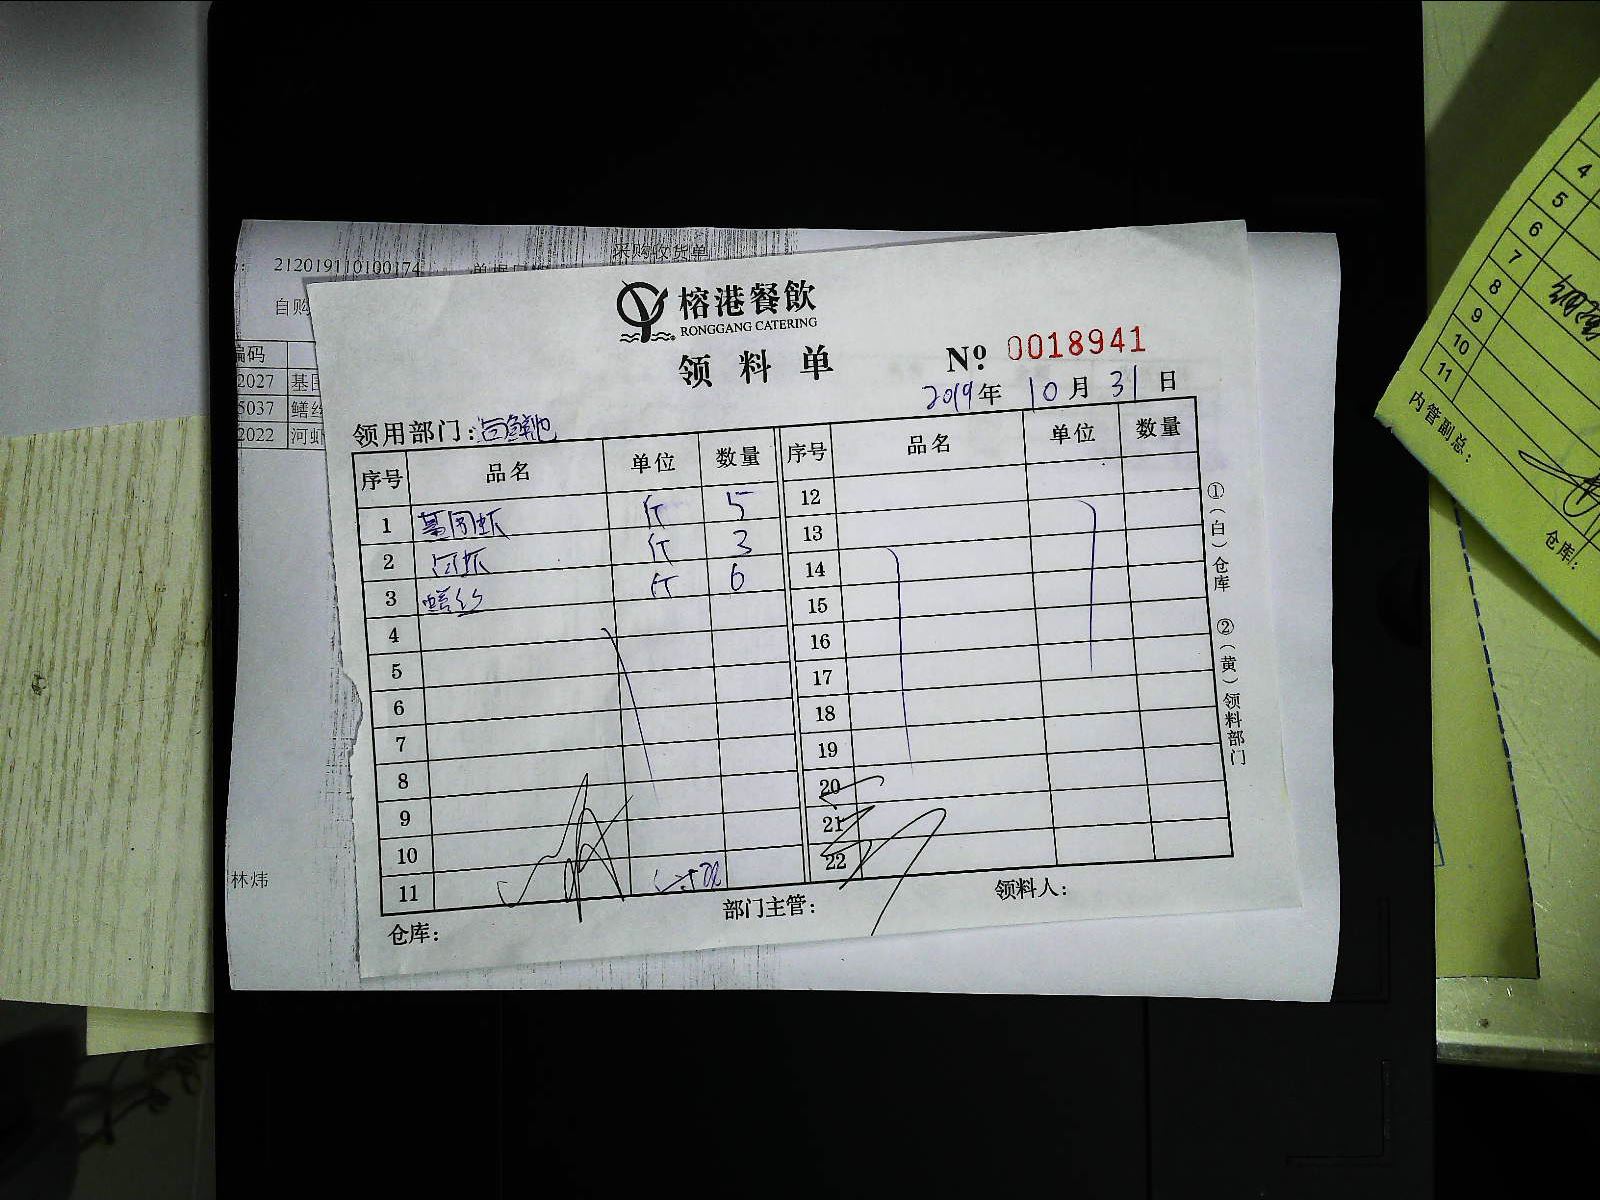 采购收货单
212019110100174
自购
编码
2027 基围
5037 鳝丝
2022 河虾
林炜
榕港餐飲
RONGGANG CATERING
领料单 Nº 0018941
2019年 10月 31日
领用部门:海鲜池
序号 品名 单位 数量 序号 品名 单位 数量
1 基围虾 斤 5 12
2 河虾 斤 3 13
3 鳝丝 斤 6 14
4 15
5 16
6 17
7 18
8 19
9 20
10 21
11 22
仓库: 部门主管: 领料人:
①(白)仓库 ②(黄)领料部门
4
5
6
7
8
9
10
11
内管副总:
仓库: